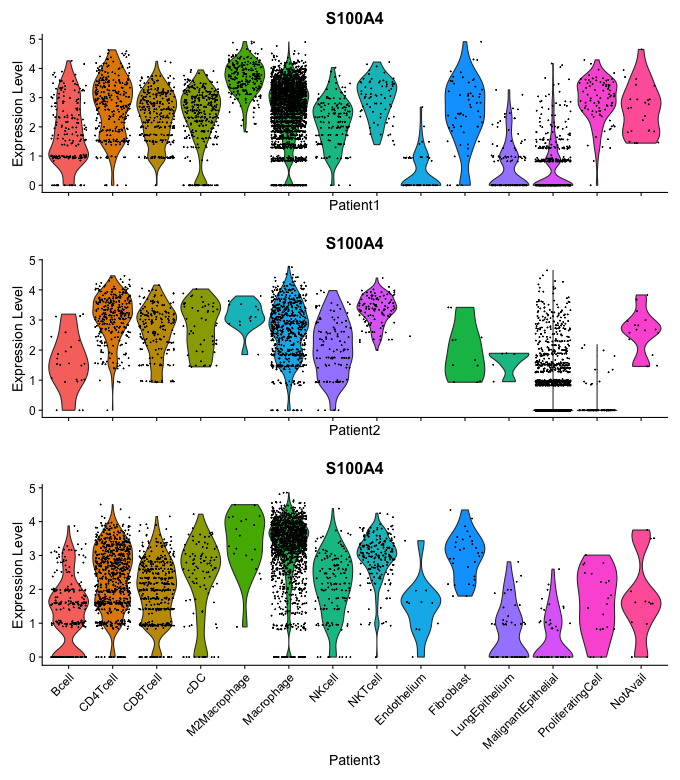 S100A4
Expression Level
5
4
3
2
1
0
Patient1
S100A4
Expression Level
5
4
3
2
1
0
Patient2
S100A4
Expression Level
5
4
3
2
1
0
Bcell
CD4Tcell
CD8Tcell
cDC
M2Macrophage
Macrophage
NKcell
NKTcell
Endothelium
Fibroblast
LungEpithelium
MalignantEpithelial
ProliferatingCell
NotAvail
Patient3